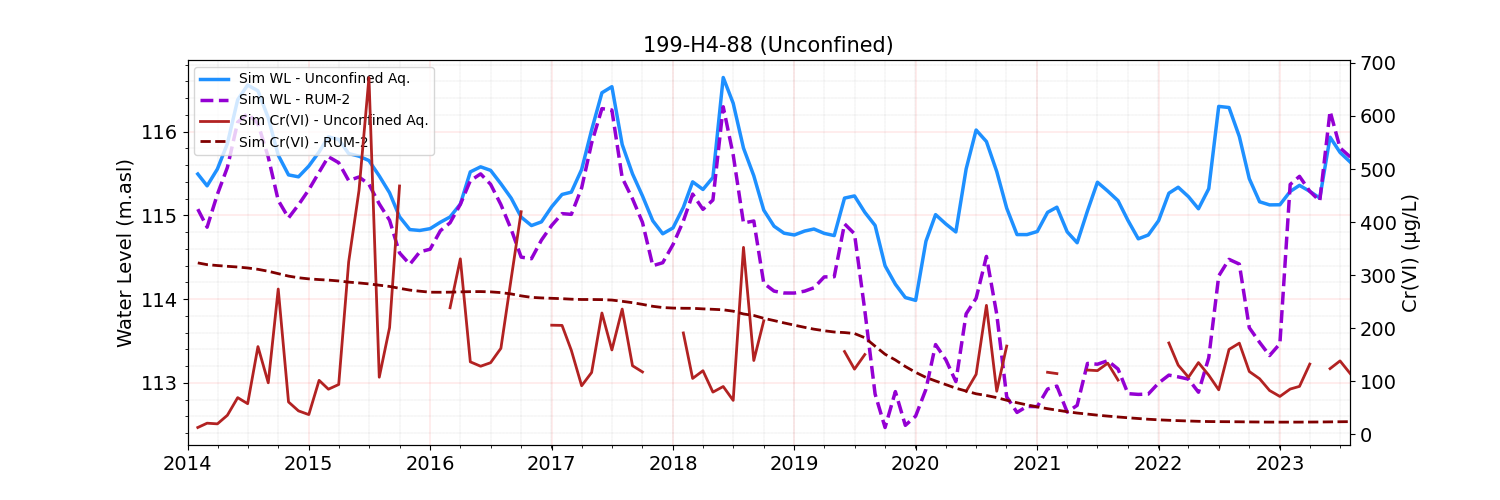 199-H4-88 (Unconfined)
Sim WL - Unconfined Aq.
Sim WL - RUM-2
Sim Cr(VI) - Unconfined Aq.
Sim Cr(VI) - RUM-2
Water Level (m.asl)
116
115
114
113
700
600
500
400
300
200
100
0
Cr(VI) (µg/L)
2014 2015 2016 2017 2018 2019 2020 2021 2022 2023